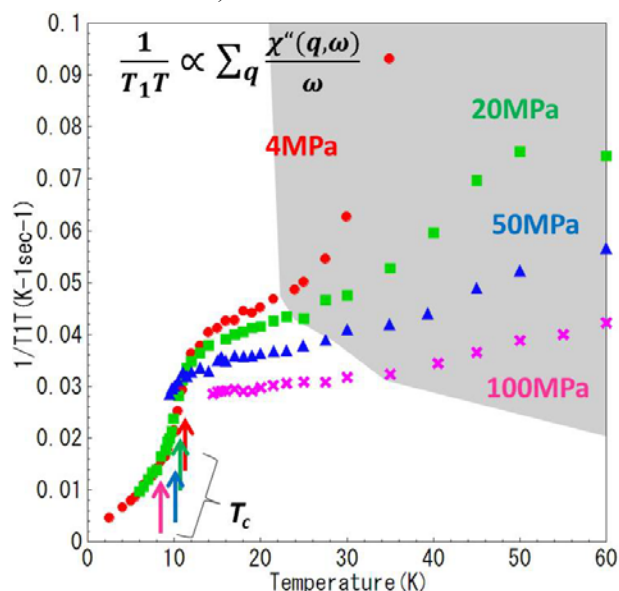 1/(T₁T) ∝ ∑q χ“(q,ω)/ω
4MPa
20MPa
50MPa
100MPa
Tc
0.1
0.09
0.08
0.07
0.06
0.05
0.04
0.03
0.02
0.01
0
1/T1T(K-1sec-1)
0 10 20 30 40 50 60
Temperature(K)